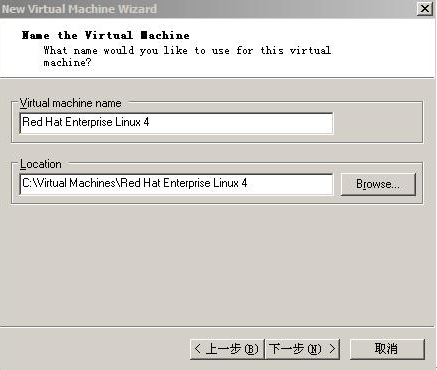 New Virtual Machine Wizard
Name the Virtual Machine
What name would you like to use for this virtual
machine?
Virtual machine name
Red Hat Enterprise Linux 4
Location
C:\Virtual Machines\Red Hat Enterprise Linux 4
Browse...
< 上一步(B) 下一步(N) > 取消